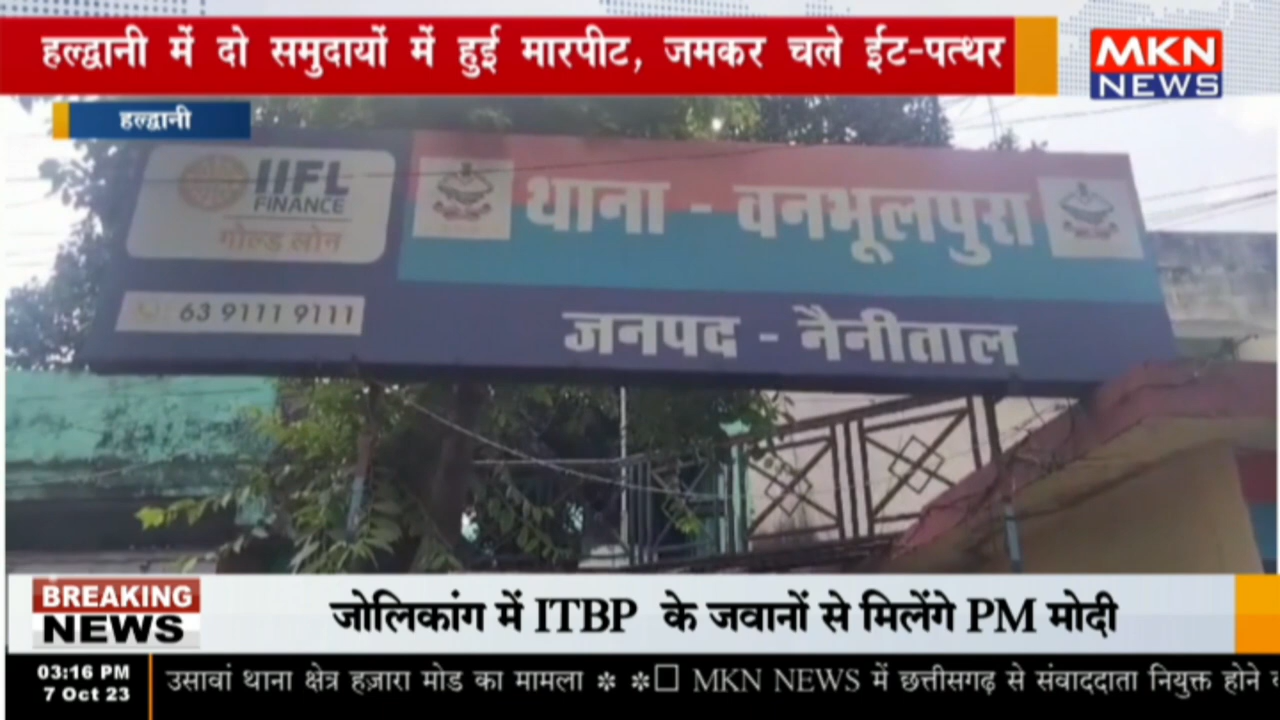 हल्द्वानी में दो समुदायों में हुई मारपीट, जमकर चले ईट-पत्थर
MKN
NEWS
हल्द्वानी
IIFL
FINANCE
गोल्ड लोन
63 9111 9111
थाना - वनभूलपुरा
जनपद - नैनीताल
BREAKING
NEWS
जोलिकांग में ITBP के जवानों से मिलेंगे PM मोदी
03:16 PM
7 Oct 23
उसावां थाना क्षेत्र हज़ारा मोड का मामला ❊ ❊□ MKN NEWS में छत्तीसगढ़ से संवाददाता नियुक्त होने